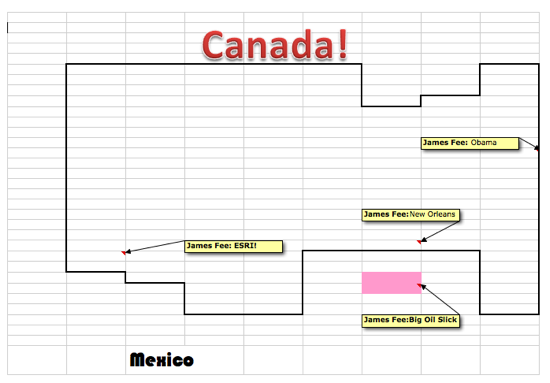 Canada!
James Fee: Obama
James Fee:New Orleans
James Fee: ESRI!
James Fee:Big Oil Slick
Mexico